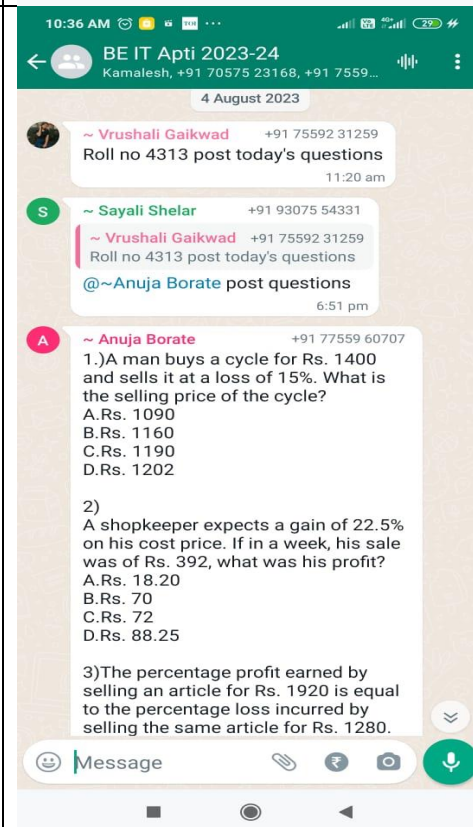 10:36 AM 29
BE IT Apti 2023-24
Kamalesh, +91 70575 23168, +91 7559...
4 August 2023
~ Vrushali Gaikwad +91 75592 31259
Roll no 4313 post today's questions
11:20 am
S ~ Sayali Shelar +91 93075 54331
~ Vrushali Gaikwad +91 75592 31259
Roll no 4313 post today's questions
@~Anuja Borate post questions
6:51 pm
A ~ Anuja Borate +91 77559 60707
1.)A man buys a cycle for Rs. 1400
and sells it at a loss of 15%. What is
the selling price of the cycle?
A.Rs. 1090
B.Rs. 1160
C.Rs. 1190
D.Rs. 1202
2)
A shopkeeper expects a gain of 22.5%
on his cost price. If in a week, his sale
was of Rs. 392, what was his profit?
A.Rs. 18.20
B.Rs. 70
C.Rs. 72
D.Rs. 88.25
3)The percentage profit earned by
selling an article for Rs. 1920 is equal
to the percentage loss incurred by
selling the same article for Rs. 1280.
Message